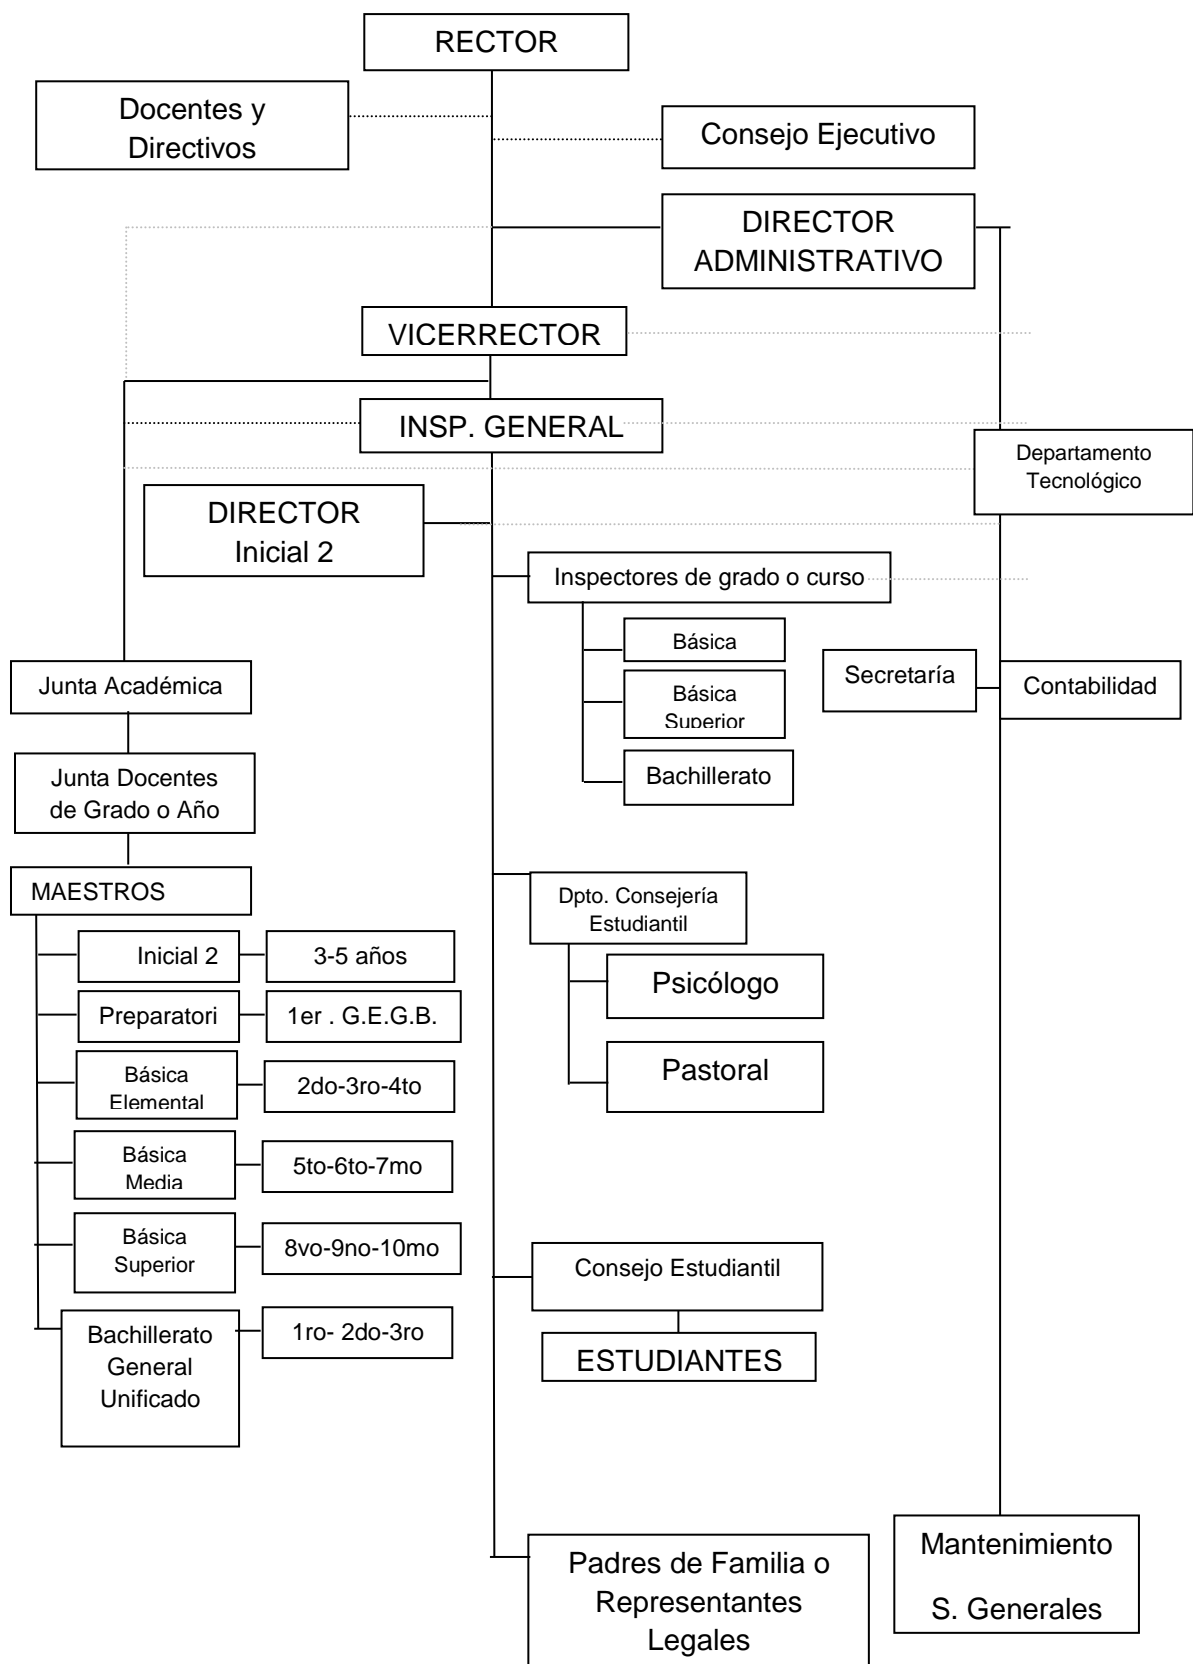 RECTOR
Docentes y
Directivos
Consejo Ejecutivo
DIRECTOR
ADMINISTRATIVO
VICERRECTOR
INSP. GENERAL
Departamento
Tecnológico
DIRECTOR
Inicial 2
Inspectores de grado o curso
Básica
Básica
Superior
Bachillerato
Secretaría
Contabilidad
Junta Académica
Junta Docentes
de Grado o Año
MAESTROS
Inicial 2
3-5 años
Preparatori
1er . G.E.G.B.
Básica
Elemental
2do-3ro-4to
Básica
Media
5to-6to-7mo
Básica
Superior
8vo-9no-10mo
Bachillerato
General
Unificado
1ro- 2do-3ro
Dpto. Consejería
Estudiantil
Psicólogo
Pastoral
Consejo Estudiantil
ESTUDIANTES
Padres de Familia o
Representantes
Legales
Mantenimiento
S. Generales